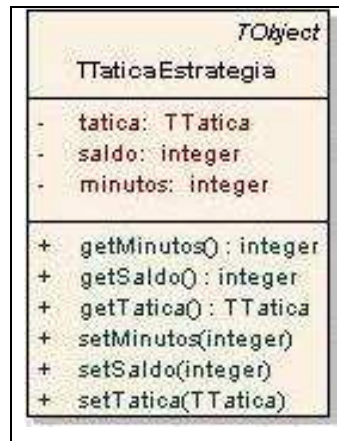 TObject
TTaticaEstrategia
- tatica: TTatica
- saldo: integer
- minutos: integer
+ getMinutos() : integer
+ getSaldo() : integer
+ getTatica() : TTatica
+ setMinutos(integer)
+ setSaldo(integer)
+ setTatica(TTatica)